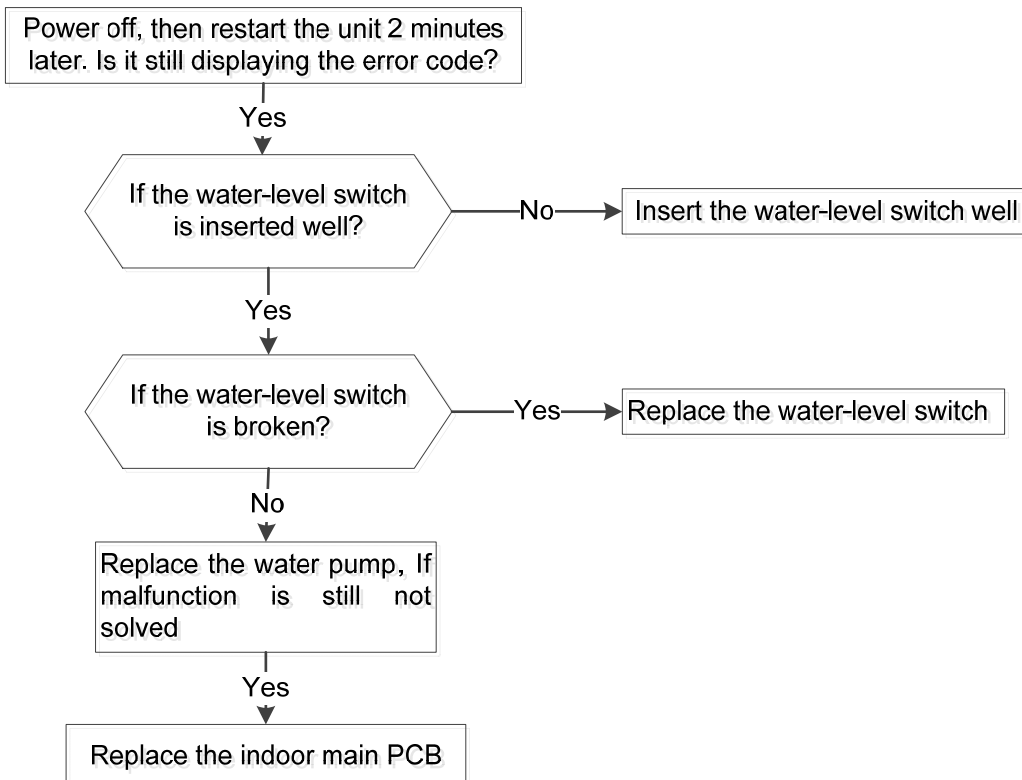 Power off, then restart the unit 2 minutes
later. Is it still displaying the error code?
Yes
If the water-level switch
is inserted well?
No
Insert the water-level switch well
Yes
If the water-level switch
is broken?
Yes
Replace the water-level switch
No
Replace the water pump, If
malfunction is still not
solved
Yes
Replace the indoor main PCB